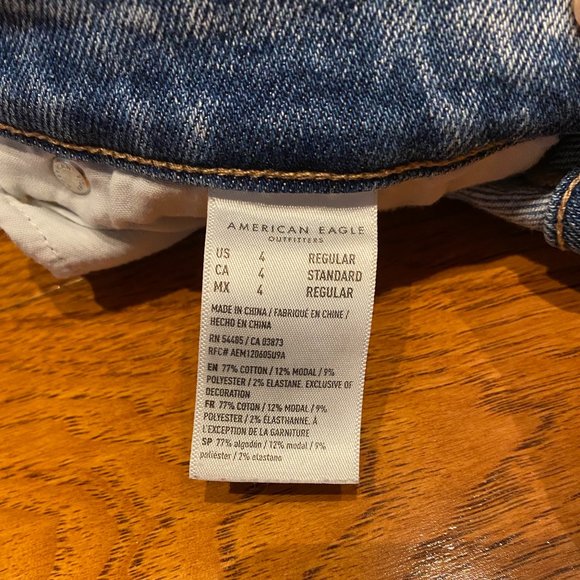 AMERICAN EAGLE
OUTFITTERS
US 4 REGULAR
CA 4 STANDARD
MX 4 REGULAR
MADE IN CHINA / FABRIQUÉ EN CHINE /
HECHO EN CHINA
RN 54485 / CA 03873
RFC# AEM120605U9A
EN 77% COTTON / 12% MODAL / 9%
POLYESTER / 2% ELASTANE. EXCLUSIVE OF
DECORATION
FR 77% COTON / 12% MODAL / 9%
POLYESTER / 2% ÉLASTHANNE. À
L'EXCEPTION DE LA GARNITURE
SP 77% algodón / 12% modal / 9%
poliéster / 2% elastano